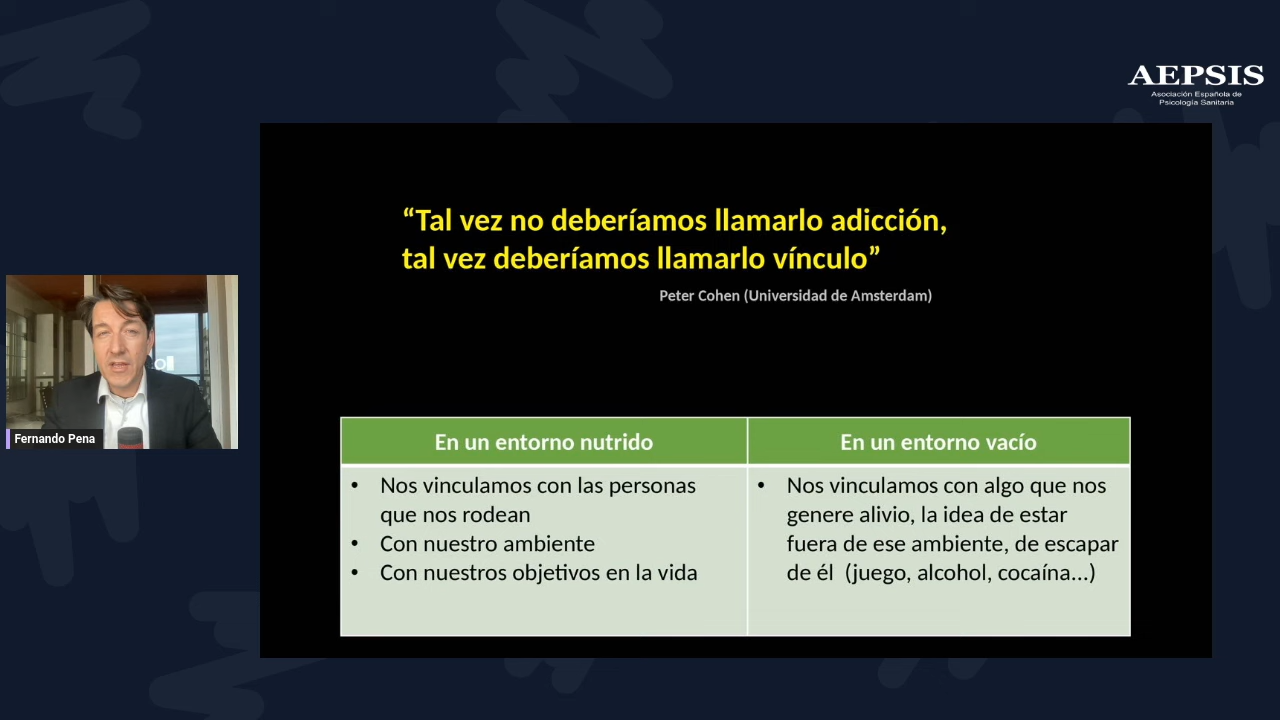 AEPSIS
Asociación Española de
Psicología Sanitaria
“Tal vez no deberíamos llamarlo adicción,
tal vez deberíamos llamarlo vínculo”
Peter Cohen (Universidad de Amsterdam)
Fernando Pena
En un entorno nutrido
• Nos vinculamos con las personas
que nos rodean
• Con nuestro ambiente
• Con nuestros objetivos en la vida
En un entorno vacío
• Nos vinculamos con algo que nos
genere alivio, la idea de estar
fuera de ese ambiente, de escapar
de él (juego, alcohol, cocaína...)